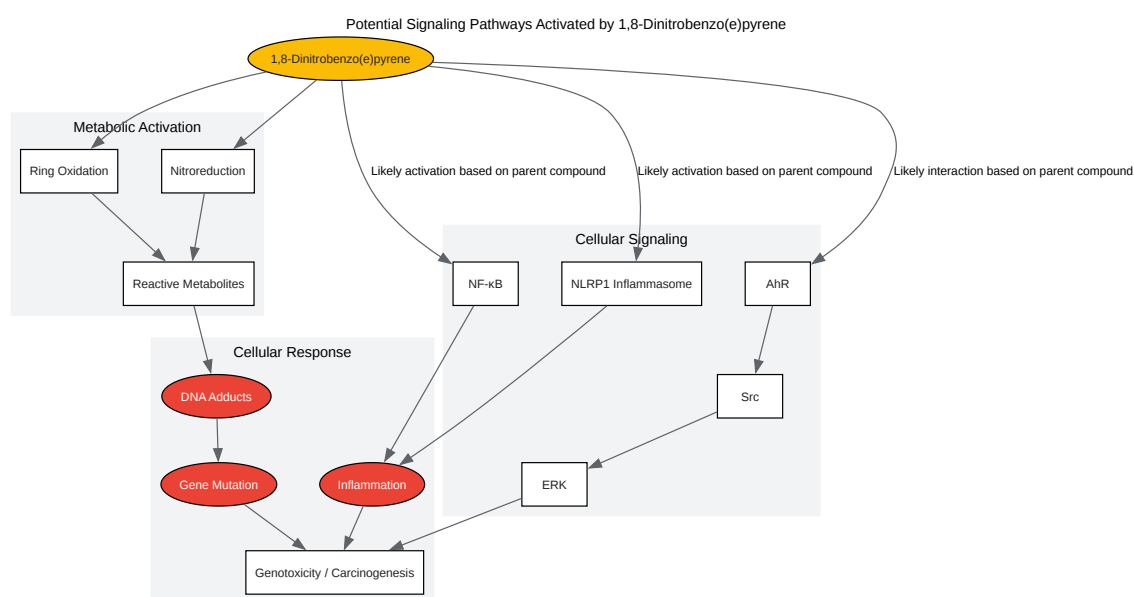 Potential Signaling Pathways Activated by 1,8-Dinitrobenzo(e)pyrene
1,8-Dinitrobenzo(e)pyrene
Metabolic Activation
Ring Oxidation
Nitroreduction
Likely activation based on parent compound
Likely activation based on parent compound
Likely interaction based on parent compound
Cellular Signaling
Reactive Metabolites
NF-κB
NLRP1 Inflammasome
AhR
Cellular Response
DNA Adducts
Src
Gene Mutation
Inflammation
ERK
Genotoxicity / Carcinogenesis